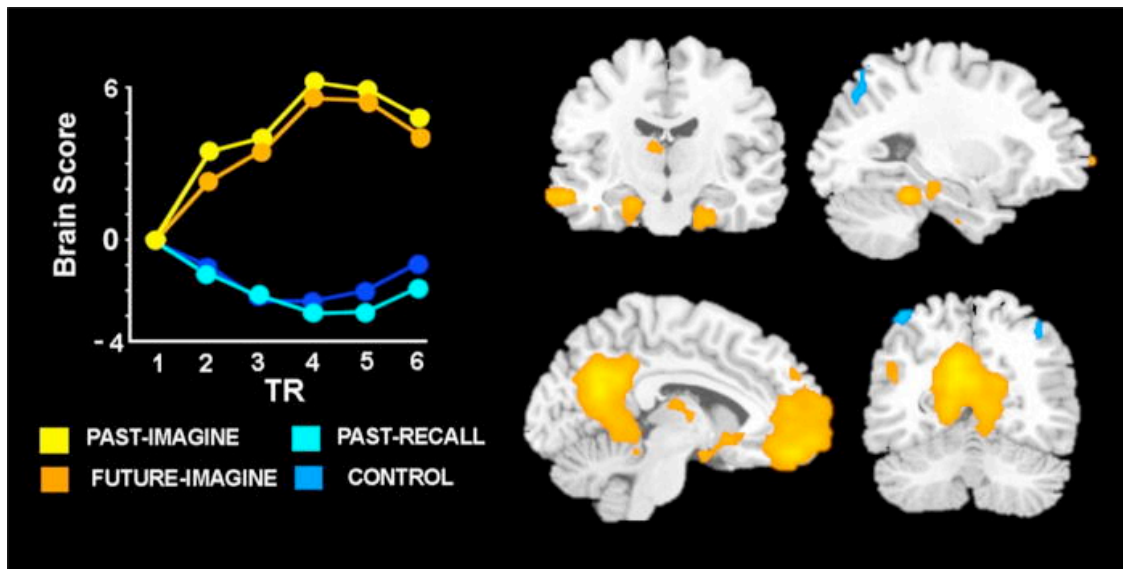 6
0
- 4
Brain Score
1 2 3 4 5 6
TR
PAST-IMAGINE
PAST-RECALL
FUTURE-IMAGINE
CONTROL